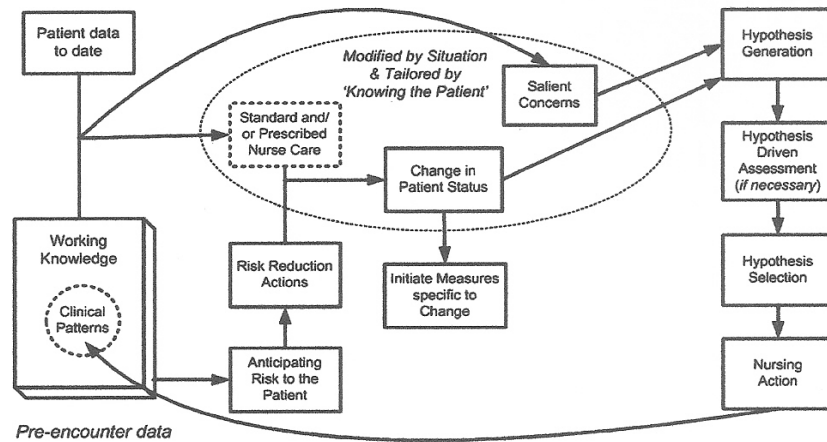 Patient data
to date
Modified by Situation
& Tailored by
'Knowing the Patient'
Salient
Concerns
Hypothesis
Generation
Standard and/
or Prescribed
Nurse Care
Change in
Patient Status
Hypothesis
Driven
Assessment
(if necessary)
Working
Knowledge
Clinical
Patterns
Risk Reduction
Actions
Initiate Measures
specific to
Change
Hypothesis
Selection
Anticipating
Risk to the
Patient
Nursing
Action
Pre-encounter data